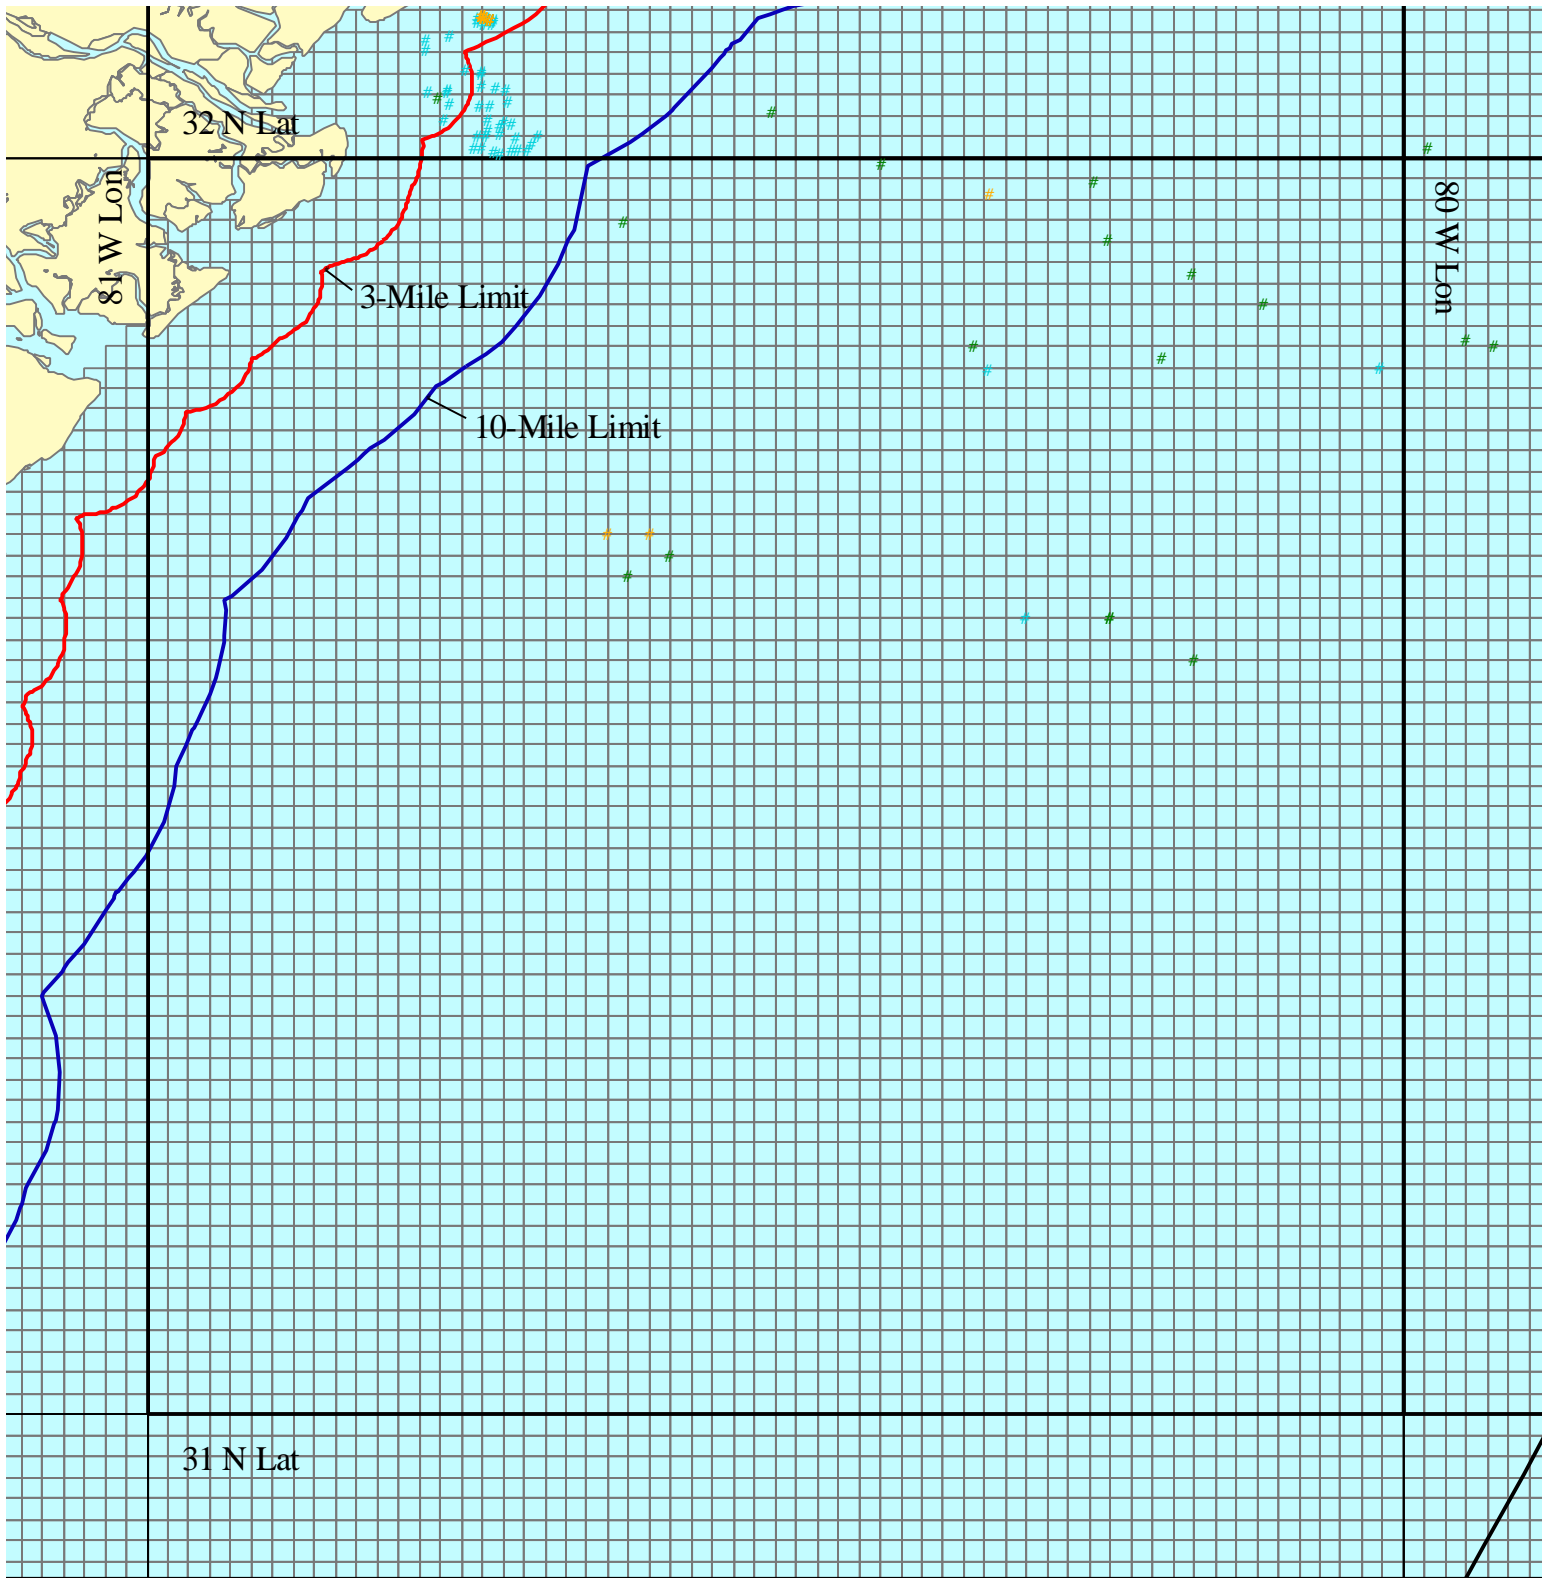 32 N Lat
81 W Lon
80 W Lon
3-Mile Limit
10-Mile Limit
31 N Lat